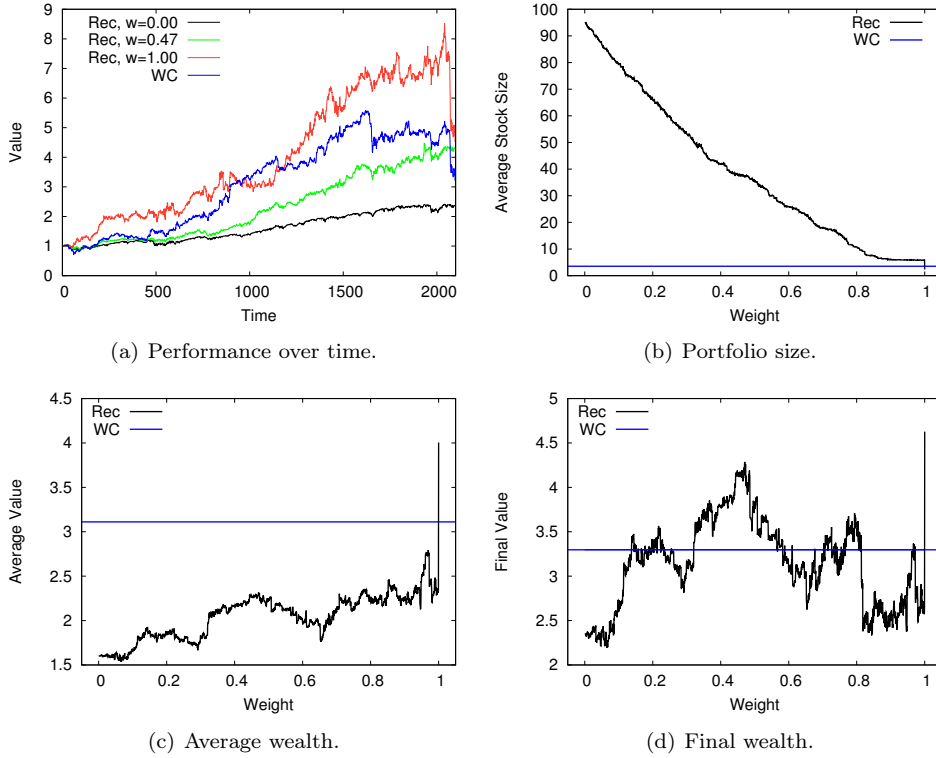 9
8
7
6
5
4
3
2
1
0
Value
Rec, w=0.00
Rec, w=0.47
Rec, w=1.00
WC
0 500 1000 1500 2000
Time
(a) Performance over time.
100
90
80
70
60
50
40
30
20
10
0
Average Stock Size
Rec
WC
0 0.2 0.4 0.6 0.8 1
Weight
(b) Portfolio size.
4.5
4
3.5
3
2.5
2
1.5
Average Value
Rec
WC
0 0.2 0.4 0.6 0.8 1
Weight
(c) Average wealth.
5
4.5
4
3.5
3
2.5
2
Final Value
Rec
WC
0 0.2 0.4 0.6 0.8 1
Weight
(d) Final wealth.